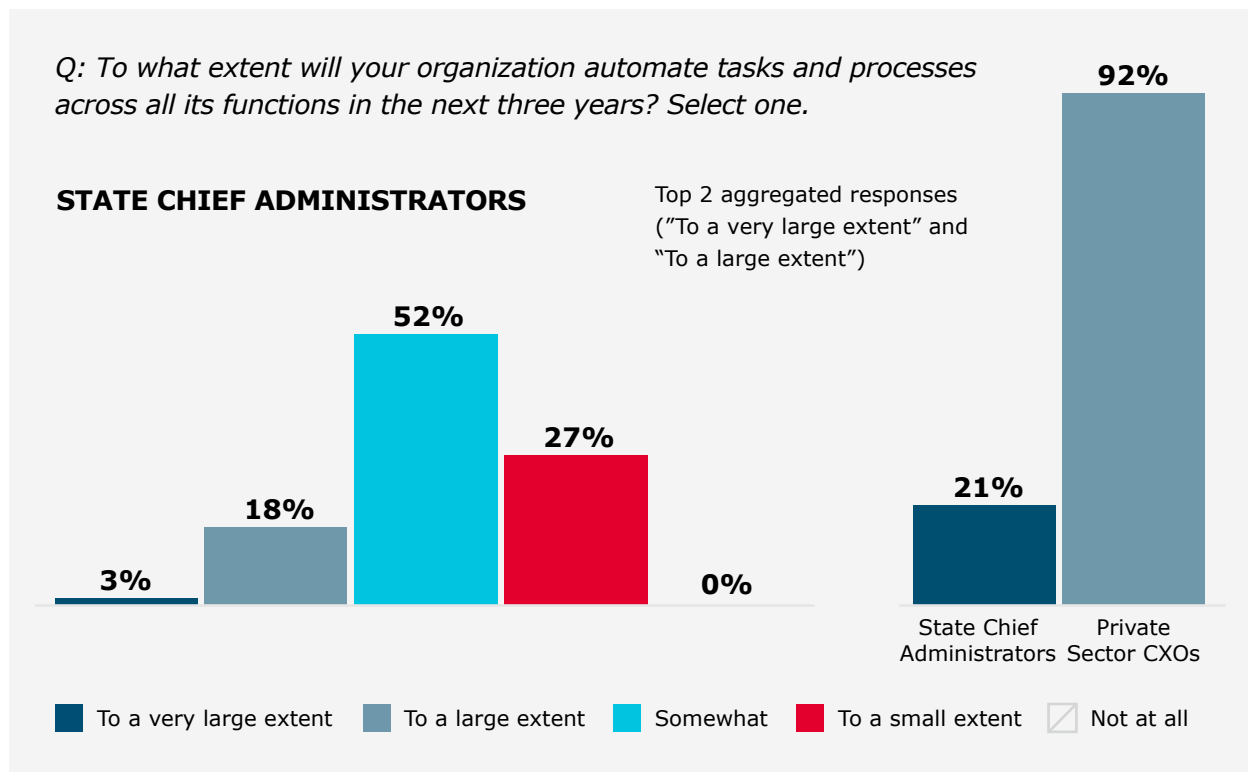 Q: To what extent will your organization automate tasks and processes
across all its functions in the next three years? Select one.
STATE CHIEF ADMINISTRATORS
Top 2 aggregated responses
(”To a very large extent” and
“To a large extent”)
3%
18%
52%
27%
0%
21%
92%
State Chief
Administrators
Private
Sector CXOs
To a very large extent
To a large extent
Somewhat
To a small extent
Not at all